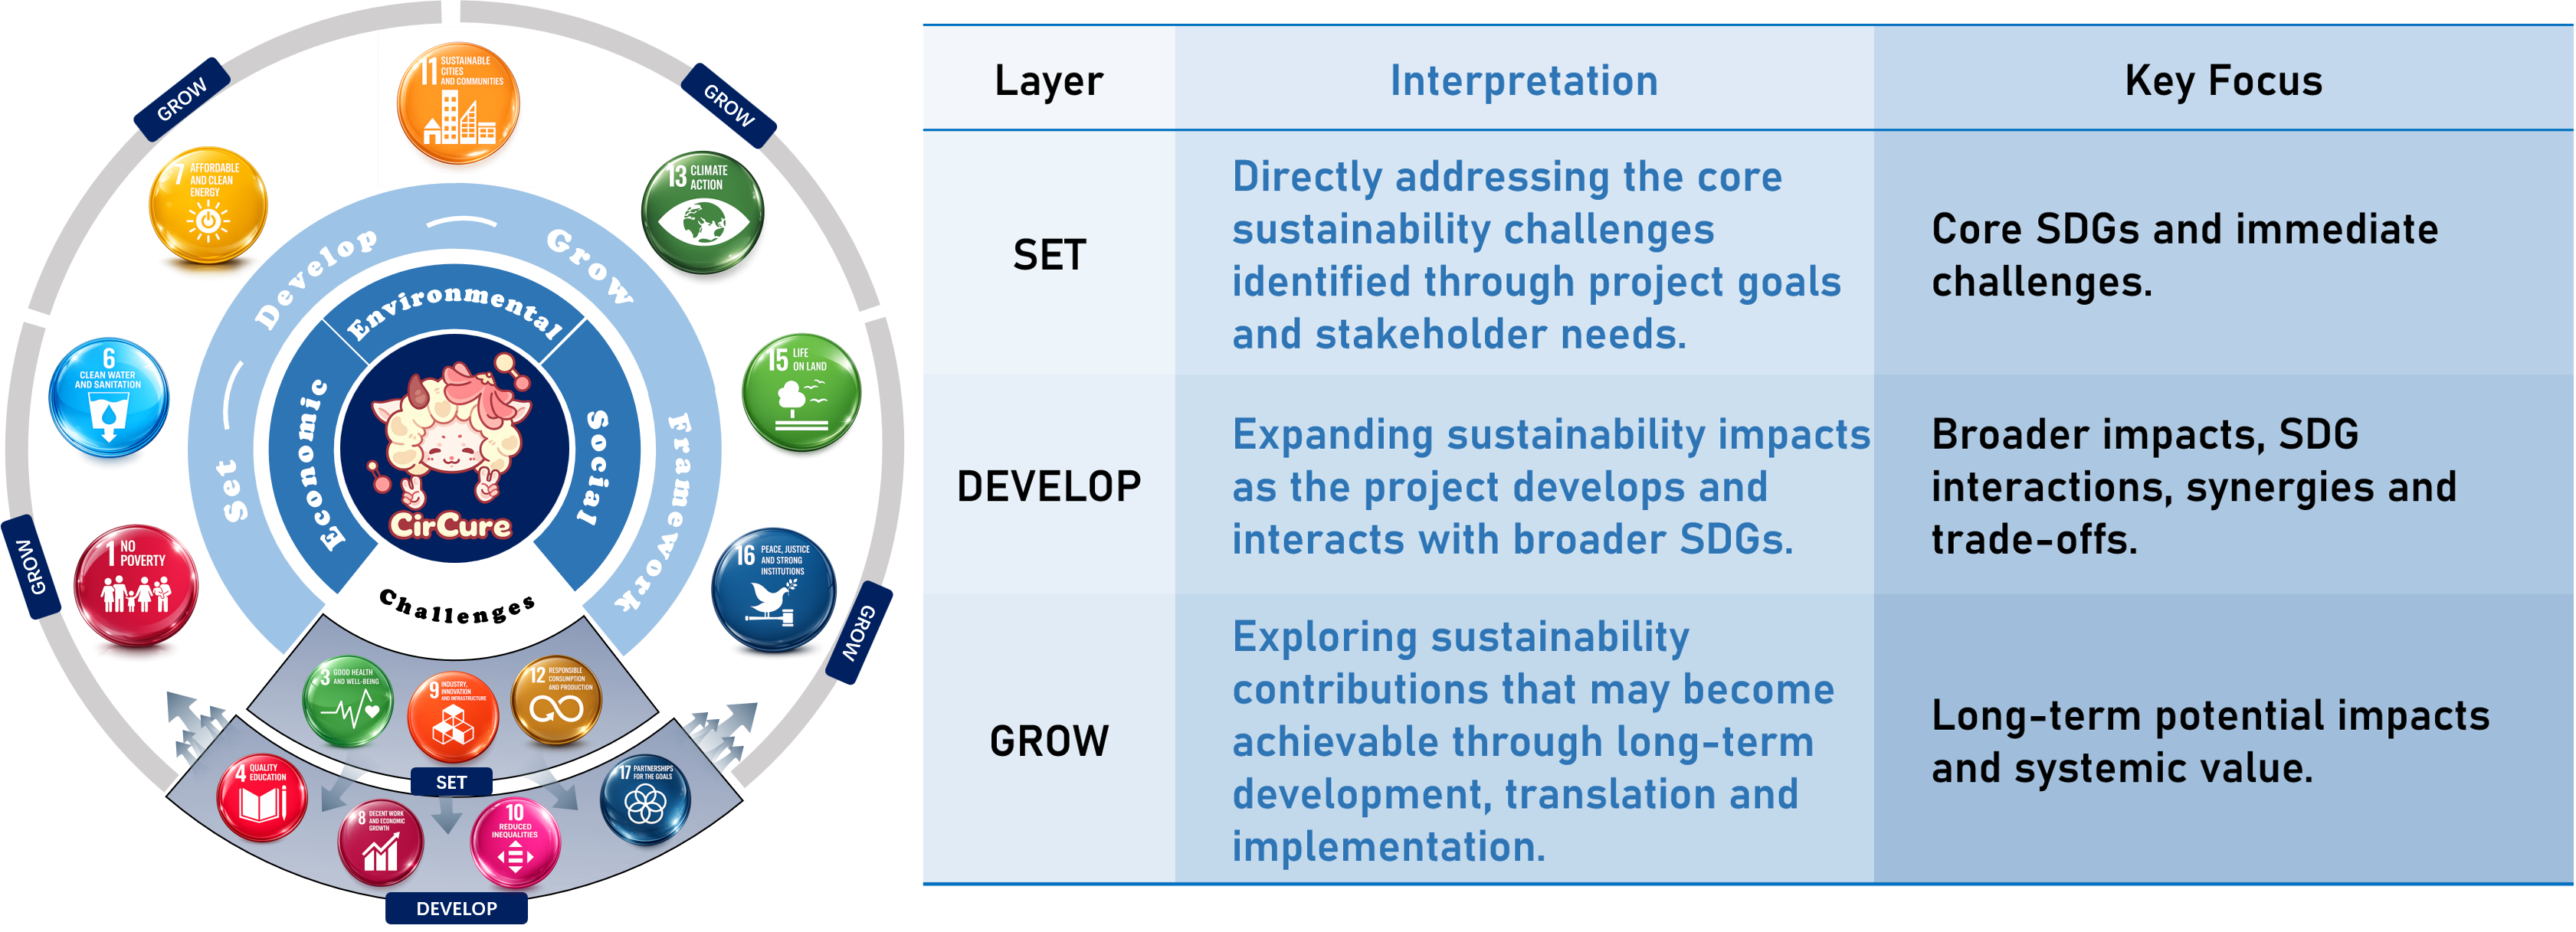 GROW
GROW
11 SUSTAINABLE
CITIES
AND COMMUNITIES
7 AFFORDABLE
AND CLEAN
ENERGY
13 CLIMATE
ACTION
6
CLEAN WATER
AND SANITATION
15 LIFE
ON LAND
1 NO
POVERTY
16 PEACE, JUSTICE
AND STRONG
INSTITUTIONS
GROW
GROW
Set — Develop — Grow Framework
Economic
Environmental
Social
CirCure
Challenges
3 GOOD HEALTH
AND WELL-BEING
9 INDUSTRY,
INNOVATION
AND INFRASTRUCTURE
12 RESPONSIBLE
CONSUMPTION
AND PRODUCTION
SET
4 QUALITY
EDUCATION
8 DECENT WORK
AND ECONOMIC
GROWTH
10
REDUCED
INEQUALITIES
17 PARTNERSHIPS
FOR THE GOALS
DEVELOP
Layer
Interpretation
Key Focus
SET
Directly addressing the core
sustainability challenges
identified through project goals
and stakeholder needs.
Core SDGs and immediate
challenges.
DEVELOP
Expanding sustainability impacts
as the project develops and
interacts with broader SDGs.
Broader impacts, SDG
interactions, synergies and
trade-offs.
GROW
Exploring sustainability
contributions that may become
achievable through long-term
development, translation and
implementation.
Long-term potential impacts
and systemic value.